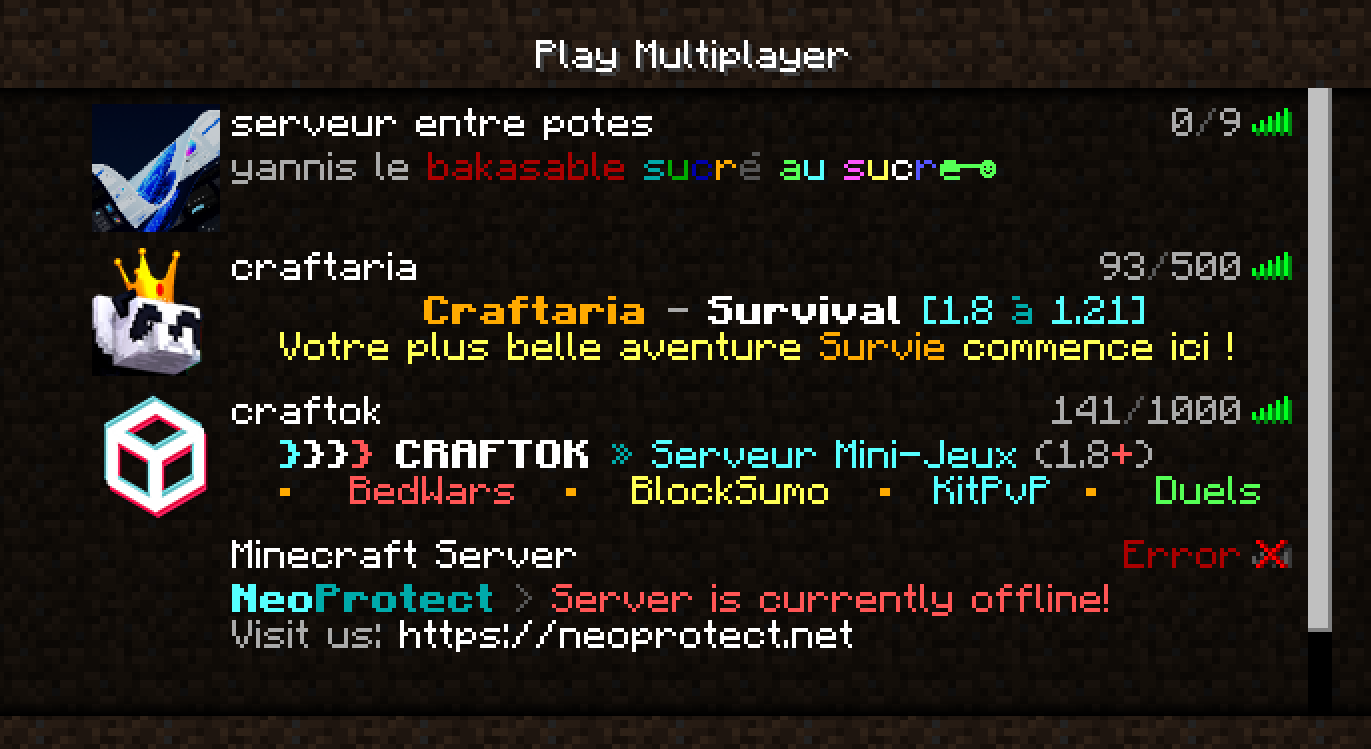 Play Multiplayer
serveur entre potes 0/9
yannis le bakasable sucré au sucre
craftaria 93/500
Craftaria - Survival [1.8 à 1.21]
Votre plus belle aventure Survie commence ici !
craftok 141/1000
}}}} CRAFTOK » Serveur Mini-Jeux (1.8+)
▪ BedWars ▪ BlockSumo ▪ KitPvP ▪ Duels
Minecraft Server Error
NeoProtect > Server is currently offline!
Visit us: https://neoprotect.net